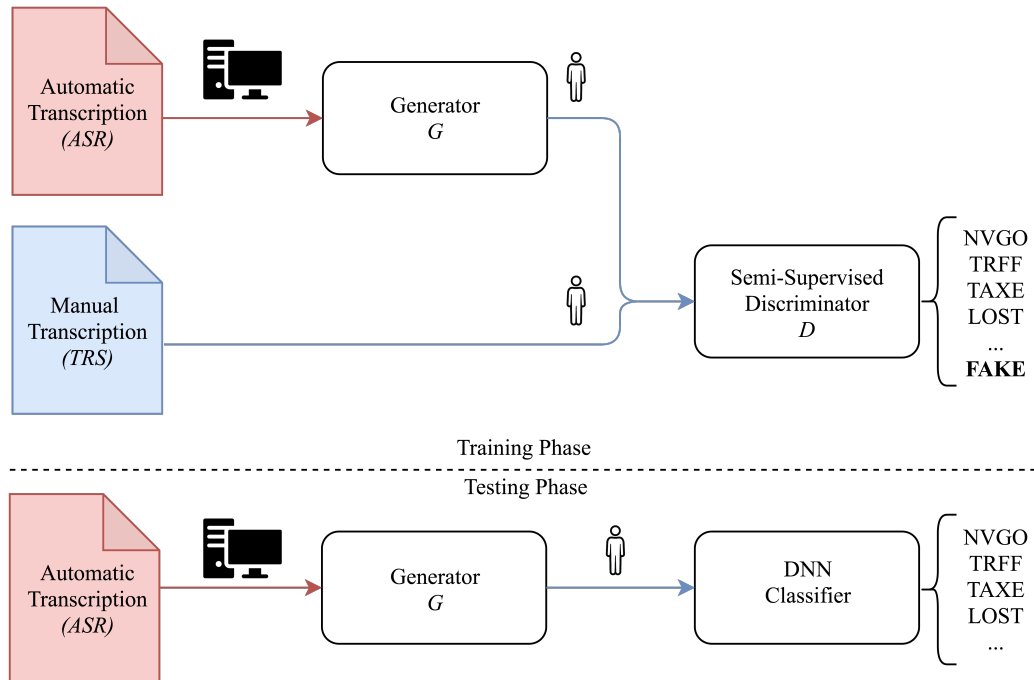 Automatic
Transcription
(ASR)
Generator
G
Manual
Transcription
(TRS)
Semi-Supervised
Discriminator
D
NVGO
TRFF
TAXE
LOST
...
FAKE
Training Phase
Testing Phase
Automatic
Transcription
(ASR)
Generator
G
DNN
Classifier
NVGO
TRFF
TAXE
LOST
...